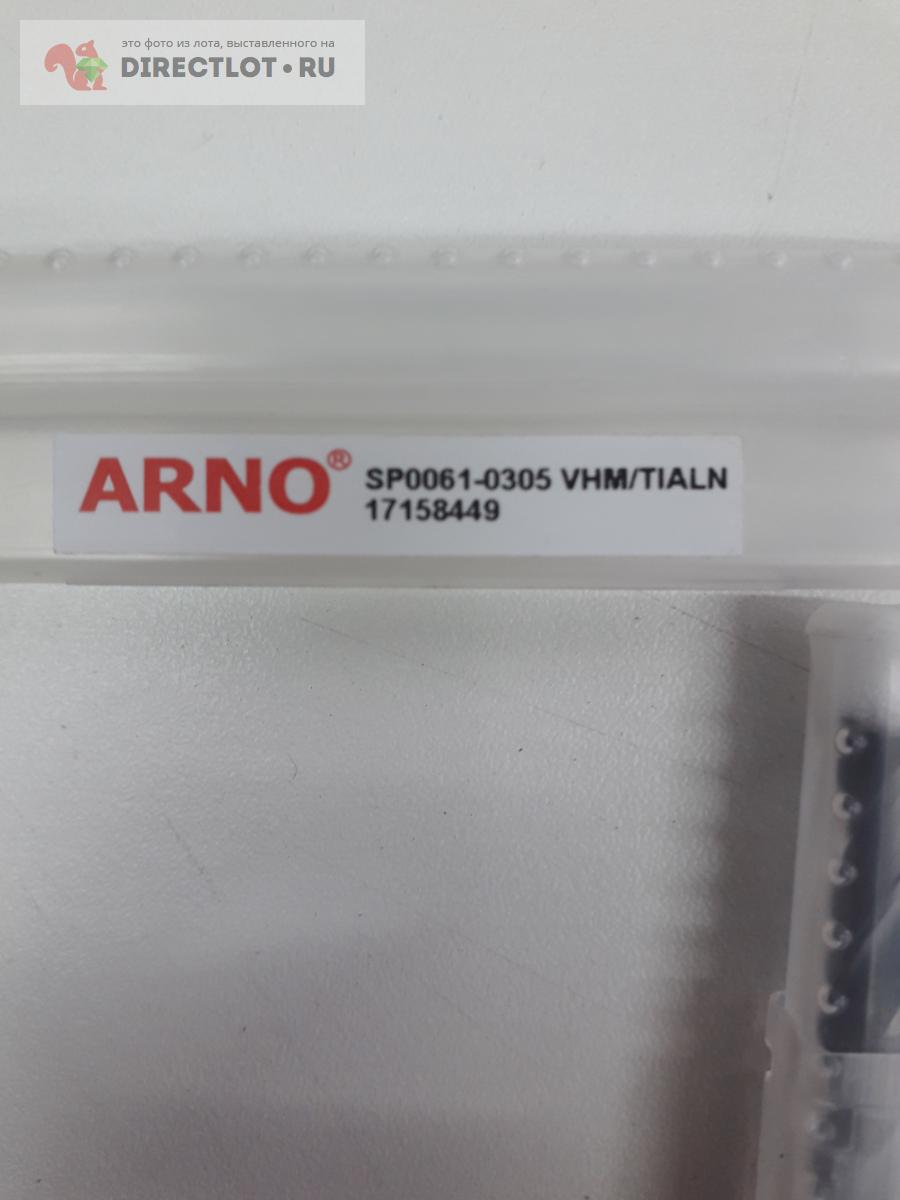 это фото из лота, выставленного на
DIRECTLOT•RU
ARNO® SP0061-0305 VHM/TIALN
17158449